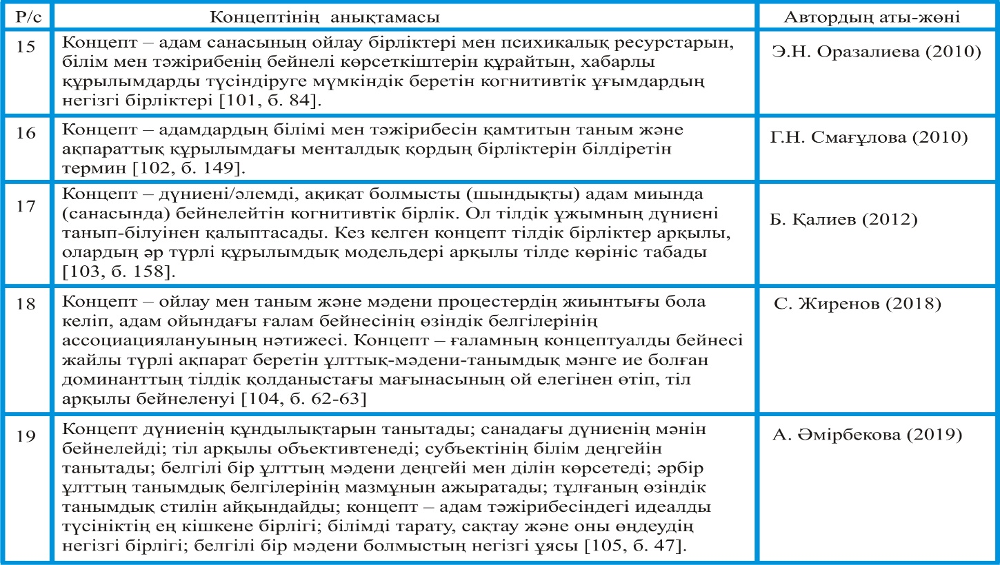 Р/с Концептінің анықтамасы Автордың аты-жөні
15 Концепт – адам санасының ойлау бірліктері мен психикалық ресурстарын,
білім мен тәжірибенің бейнелі көрсеткіштерін құрайтын, хабарлы
құрылымдарды түсіндіруге мүмкіндік беретін когнитивтік ұғымдардың
негізгі бірліктері [101, б. 84].
Э.Н. Оразалиева (2010)
16 Концепт – адамдардың білімі мен тәжірибесін қамтитын таным және
ақпараттық құрылымдағы менталдық қордың бірліктерін білдіретін
термин [102, б. 149].
Г.Н. Смағұлова (2010)
17 Концепт – дүниені/әлемді, ақиқат болмысты (шындықты) адам миында
(санасында) бейнелейтін когнитивтік бірлік. Ол тілдік ұжымның дүниені
танып-білуінен қалыптасады. Кез келген концепт тілдік бірліктер арқылы,
олардың әр түрлі құрылымдық модельдері арқылы тілде көрініс табады
[103, б. 158].
Б. Қалиев (2012)
18 Концепт – ойлау мен таным және мәдени процестердің жиынтығы бола
келіп, адам ойындағы ғалам бейнесінің өзіндік белгілерінің
ассоциациялануының нәтижесі. Концепт – ғаламның концептуалды бейнесі
жайлы түрлі ақпарат беретін ұлттық-мәдени-танымдық мәнге ие болған
доминанттың тілдік қолданыстағы мағынасының ой елегінен өтіп, тіл
арқылы бейнеленуі [104, б. 62-63]
С. Жиренов (2018)
19 Концепт дүниенің құндылықтарын танытады; санадағы дүниенің мәнін
бейнелейді; тіл арқылы объективтенеді; субъектінің білім деңгейін
танытады; белгілі бір ұлттың мәдени деңгейі мен ділін көрсетеді; әрбір
ұлттың танымдық белгілерінің мазмұнын ажыратады; тұлғаның өзіндік
танымдық стилін айқындайды; концепт – адам тәжірибесіндегі идеалды
түсініктің ең кішкене бірлігі; білімді тарату, сақтау және оны өңдеудің
негізгі бірлігі; белгілі бір мәдени болмыстың негізгі ұясы [105, б. 47].
А. Әмірбекова (2019)